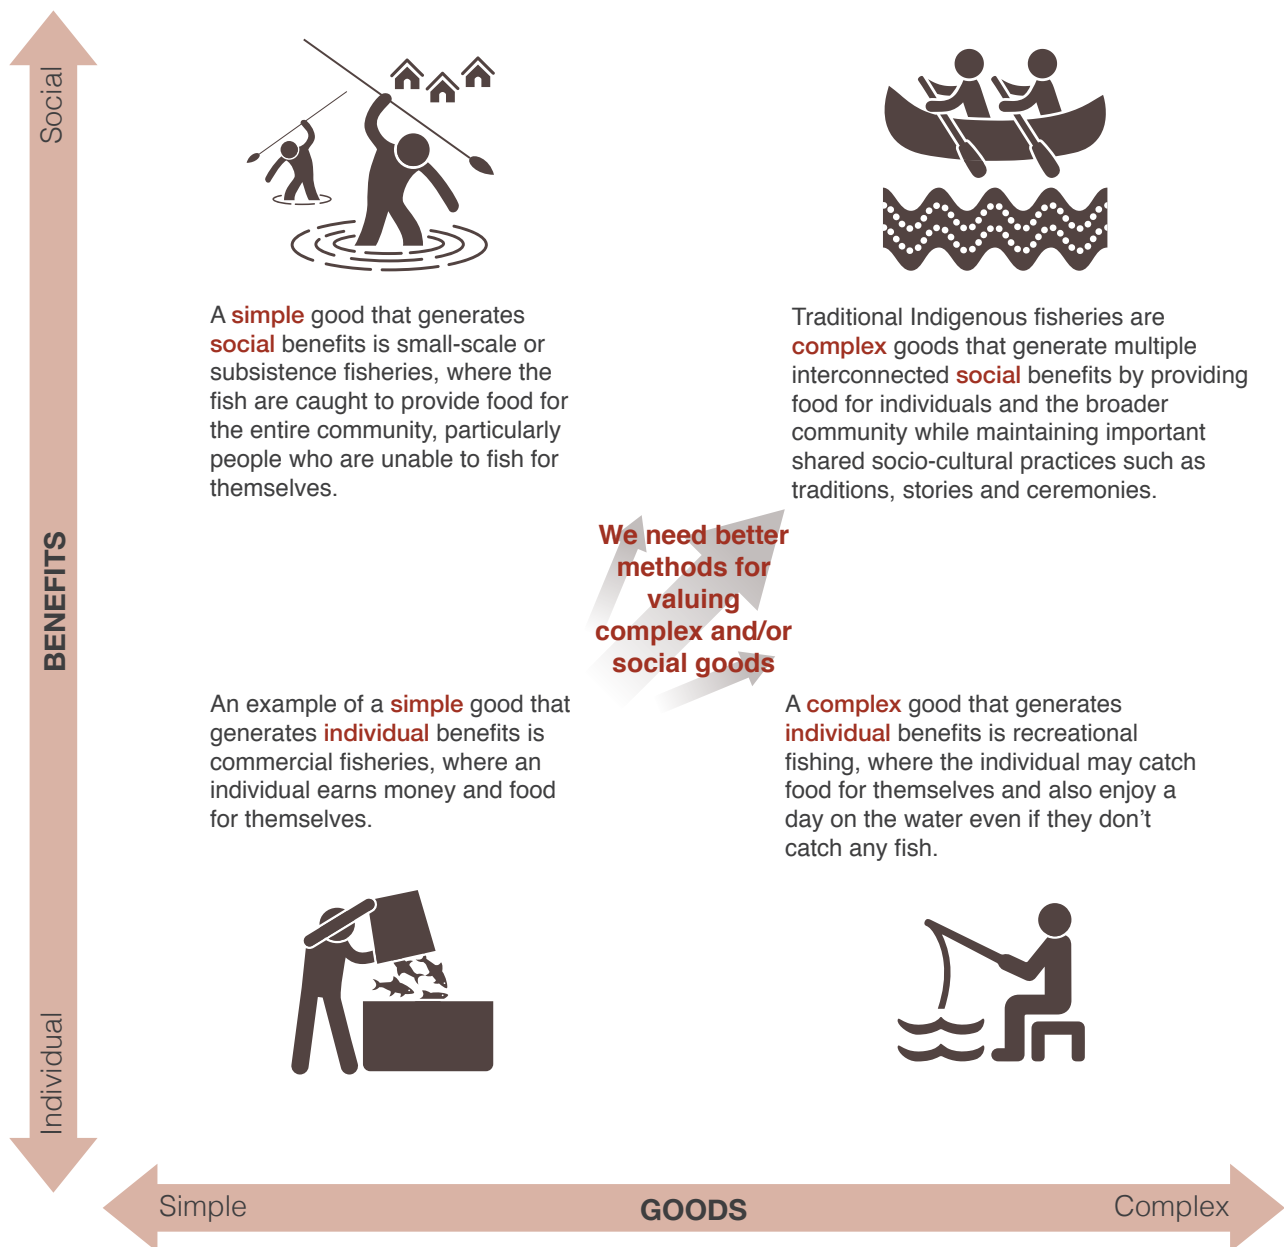 Social
A simple good that generates
social benefits is small-scale or
subsistence fisheries, where the
fish are caught to provide food for
the entire community, particularly
people who are unable to fish for
themselves.
Traditional Indigenous fisheries are
complex goods that generate multiple
interconnected social benefits by providing
food for individuals and the broader
community while maintaining important
shared socio-cultural practices such as
traditions, stories and ceremonies.
We need better
methods for
valuing
complex and/or
social goods
BENEFITS
An example of a simple good that
generates individual benefits is
commercial fisheries, where an
individual earns money and food
for themselves.
A complex good that generates
individual benefits is recreational
fishing, where the individual may catch
food for themselves and also enjoy a
day on the water even if they don’t
catch any fish.
Individual
Simple
GOODS
Complex